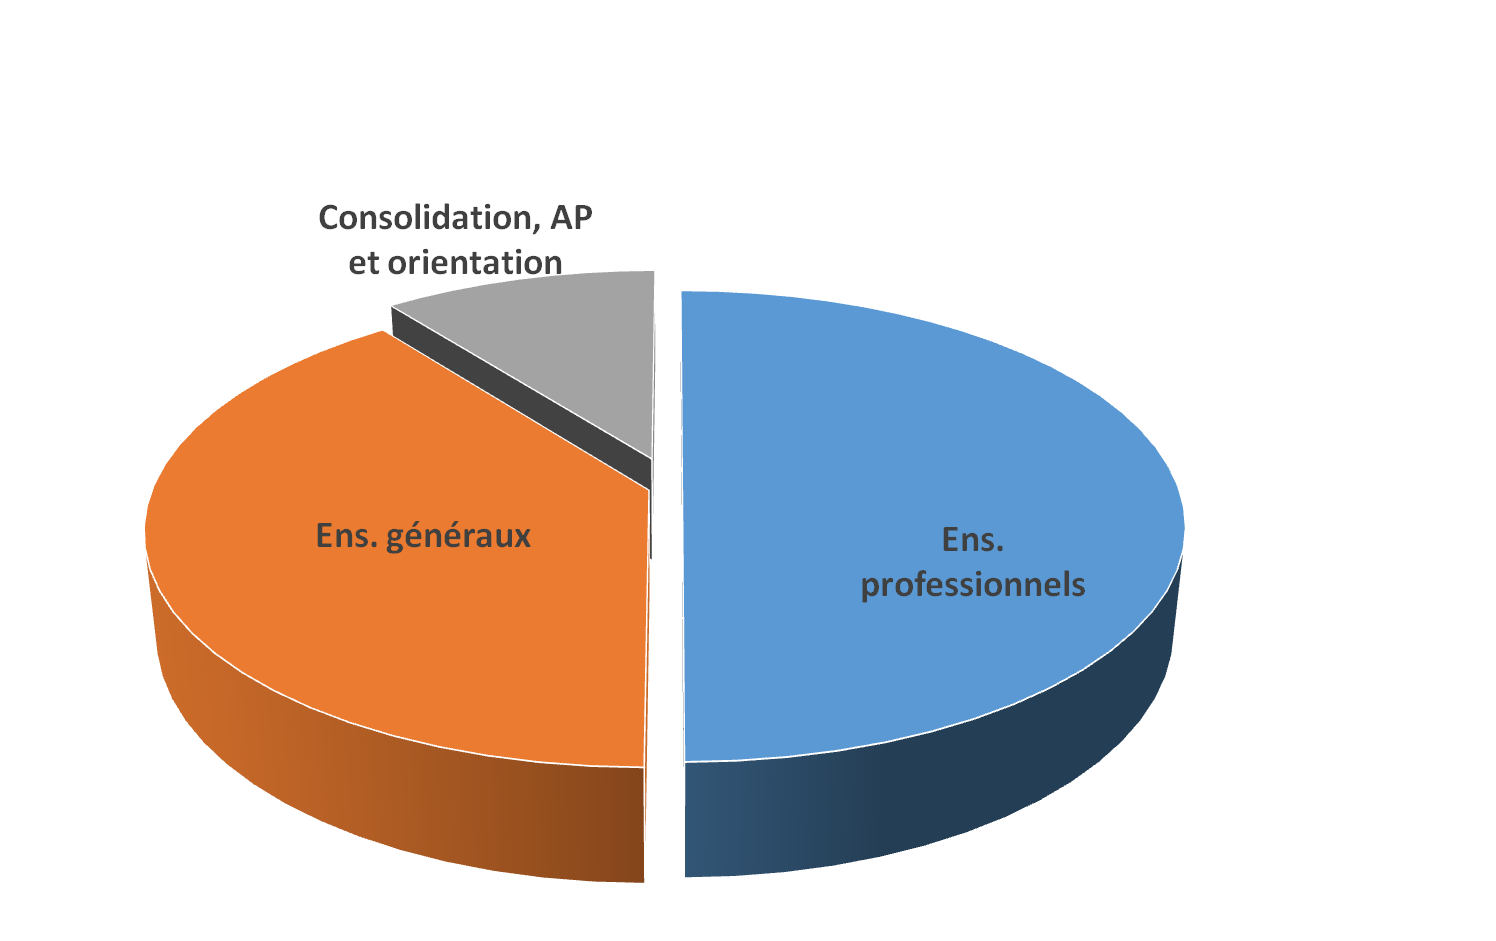 Consolidation, AP
et orientation
Ens. généraux
Ens.
professionnels